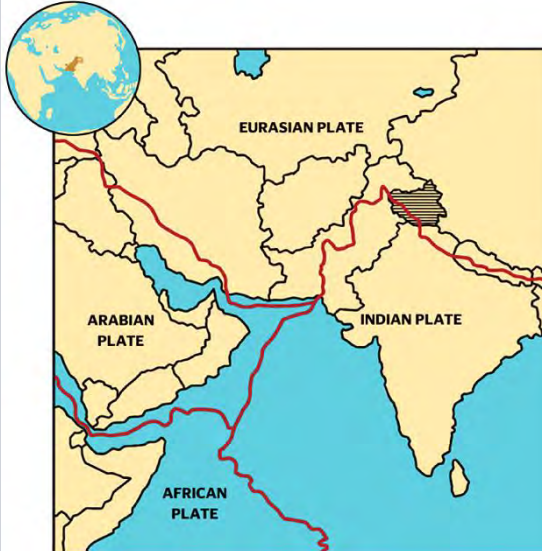 EURASIAN PLATE
ARABIAN
PLATE
INDIAN PLATE
AFRICAN
PLATE